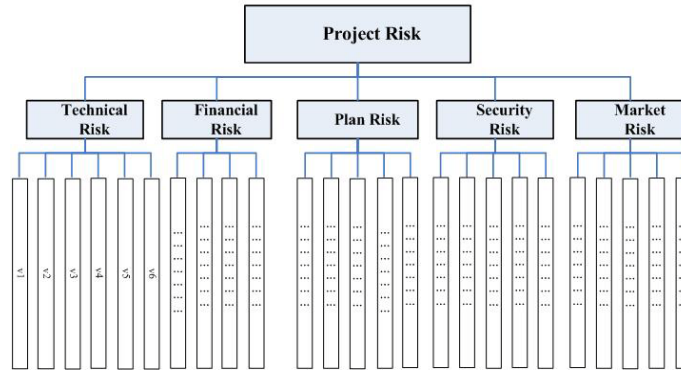 Project Risk
Technical
Risk
Financial
Risk
Plan Risk
Security
Risk
Market
Risk
v1
v2
v3
v4
v5
v6